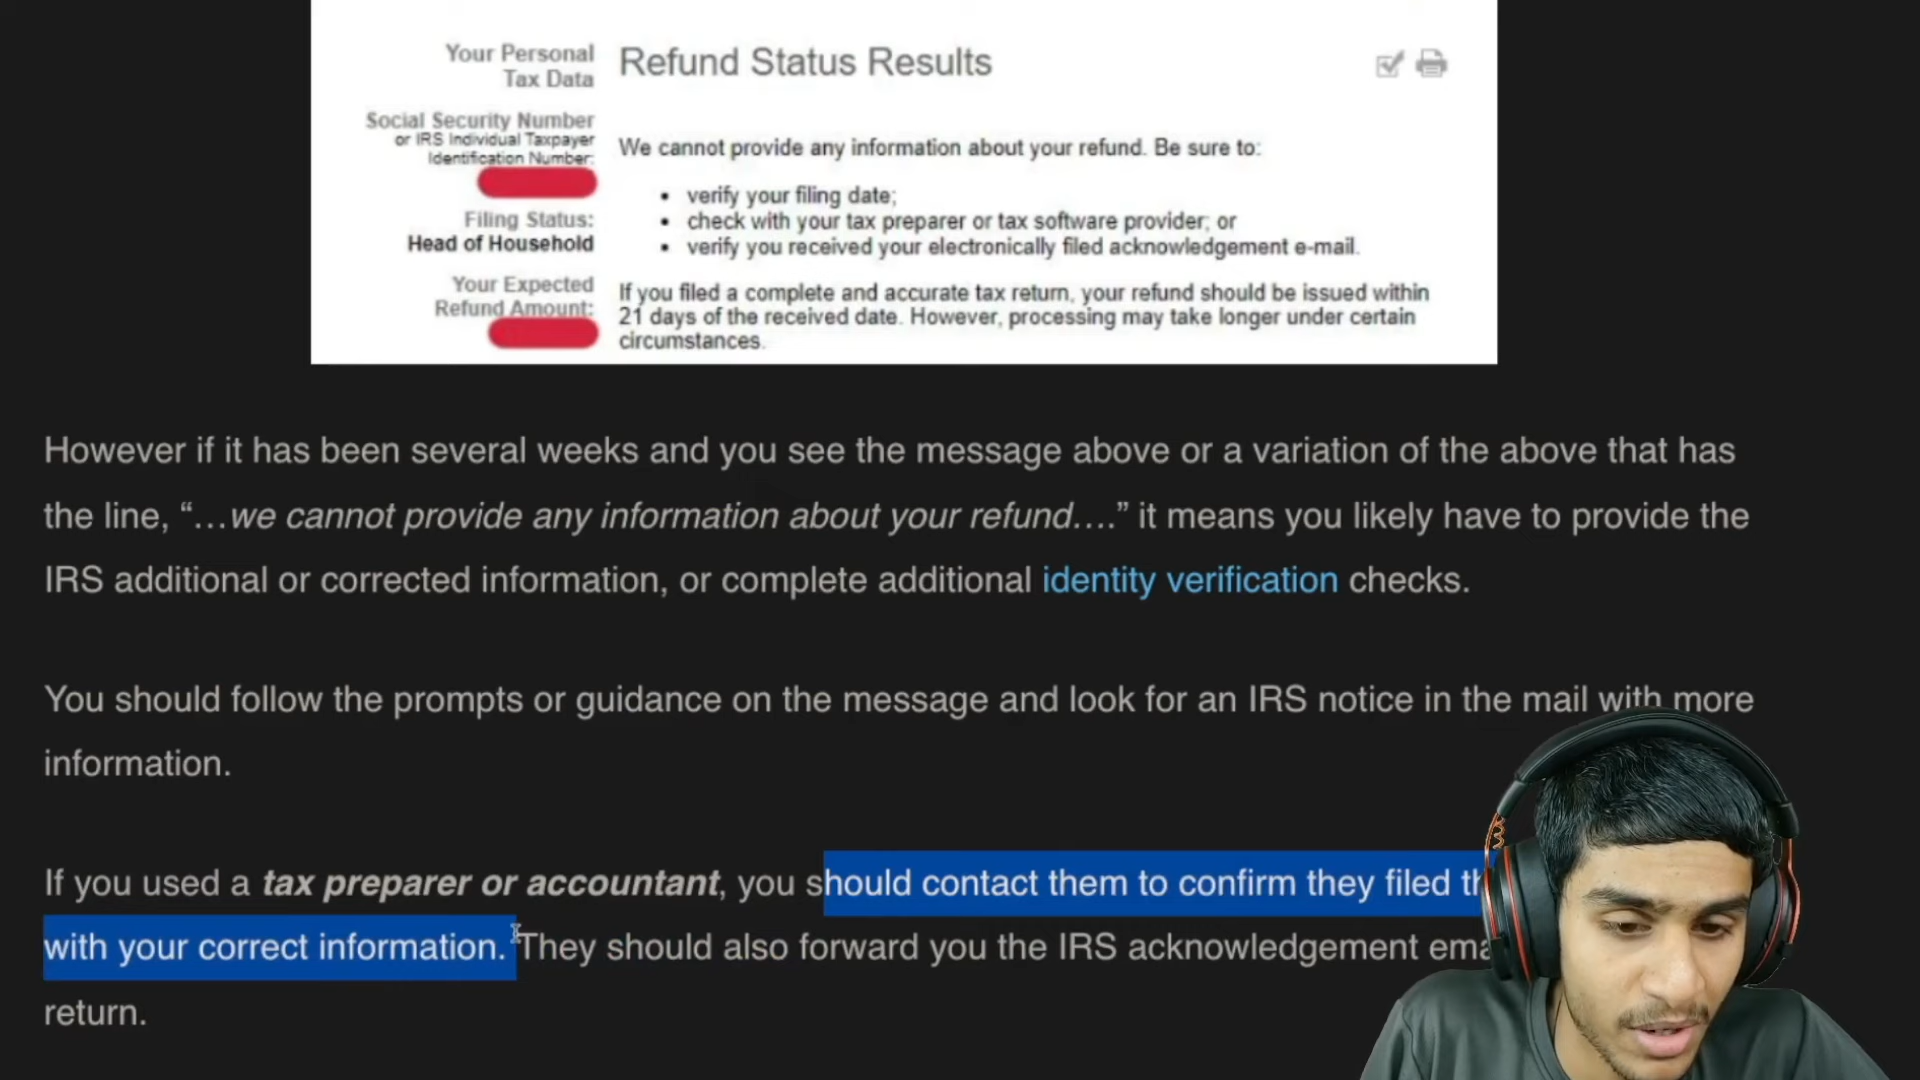 Your Personal
Tax Data
Refund Status Results
Social Security Number
or IRS Individual Taxpayer
Identification Number:
Filing Status:
Head of Household
Your Expected
Refund Amount:
We cannot provide any information about your refund. Be sure to:
• verify your filing date;
• check with your tax preparer or tax software provider; or
• verify you received your electronically filed acknowledgement e-mail.
If you filed a complete and accurate tax return, your refund should be issued within
21 days of the received date. However, processing may take longer under certain
circumstances.
However if it has been several weeks and you see the message above or a variation of the above that has
the line, “…we cannot provide any information about your refund….” it means you likely have to provide the
IRS additional or corrected information, or complete additional identity verification checks.
You should follow the prompts or guidance on the message and look for an IRS notice in the mail with more
information.
If you used a tax preparer or accountant, you should contact them to confirm they filed
with your correct information. They should also forward you the IRS acknowledgement
return.